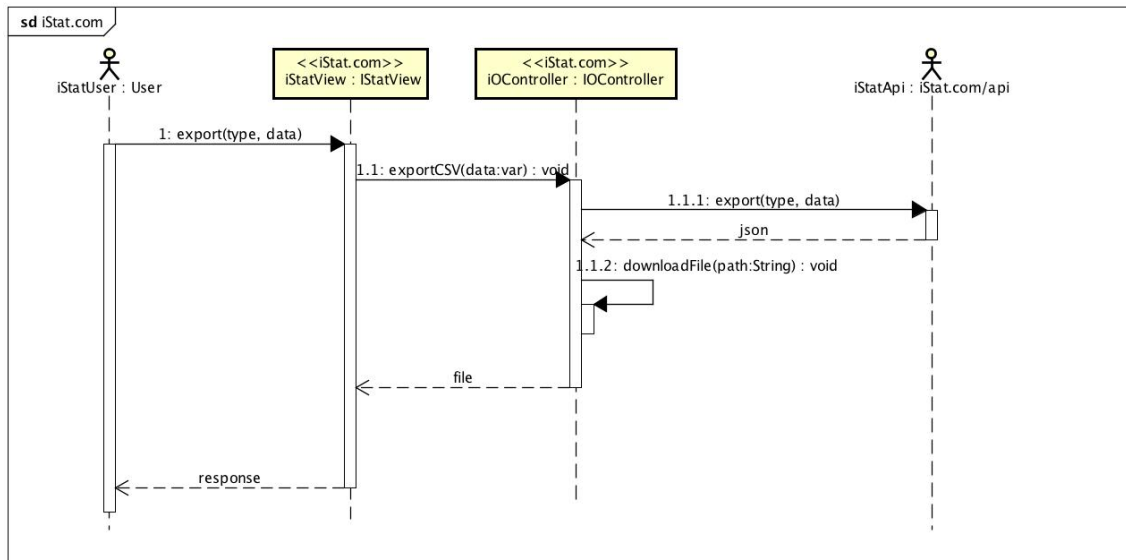 sd iStat.com
iStatUser : User
<<iStat.com>>
iStatView : IStatView
<<iStat.com>>
iOController : IOController
iStatApi : iStat.com/api
1: export(type, data)
1.1: exportCSV(data:var) : void
1.1.1: export(type, data)
json
1.1.2: downloadFile(path:String) : void
file
response